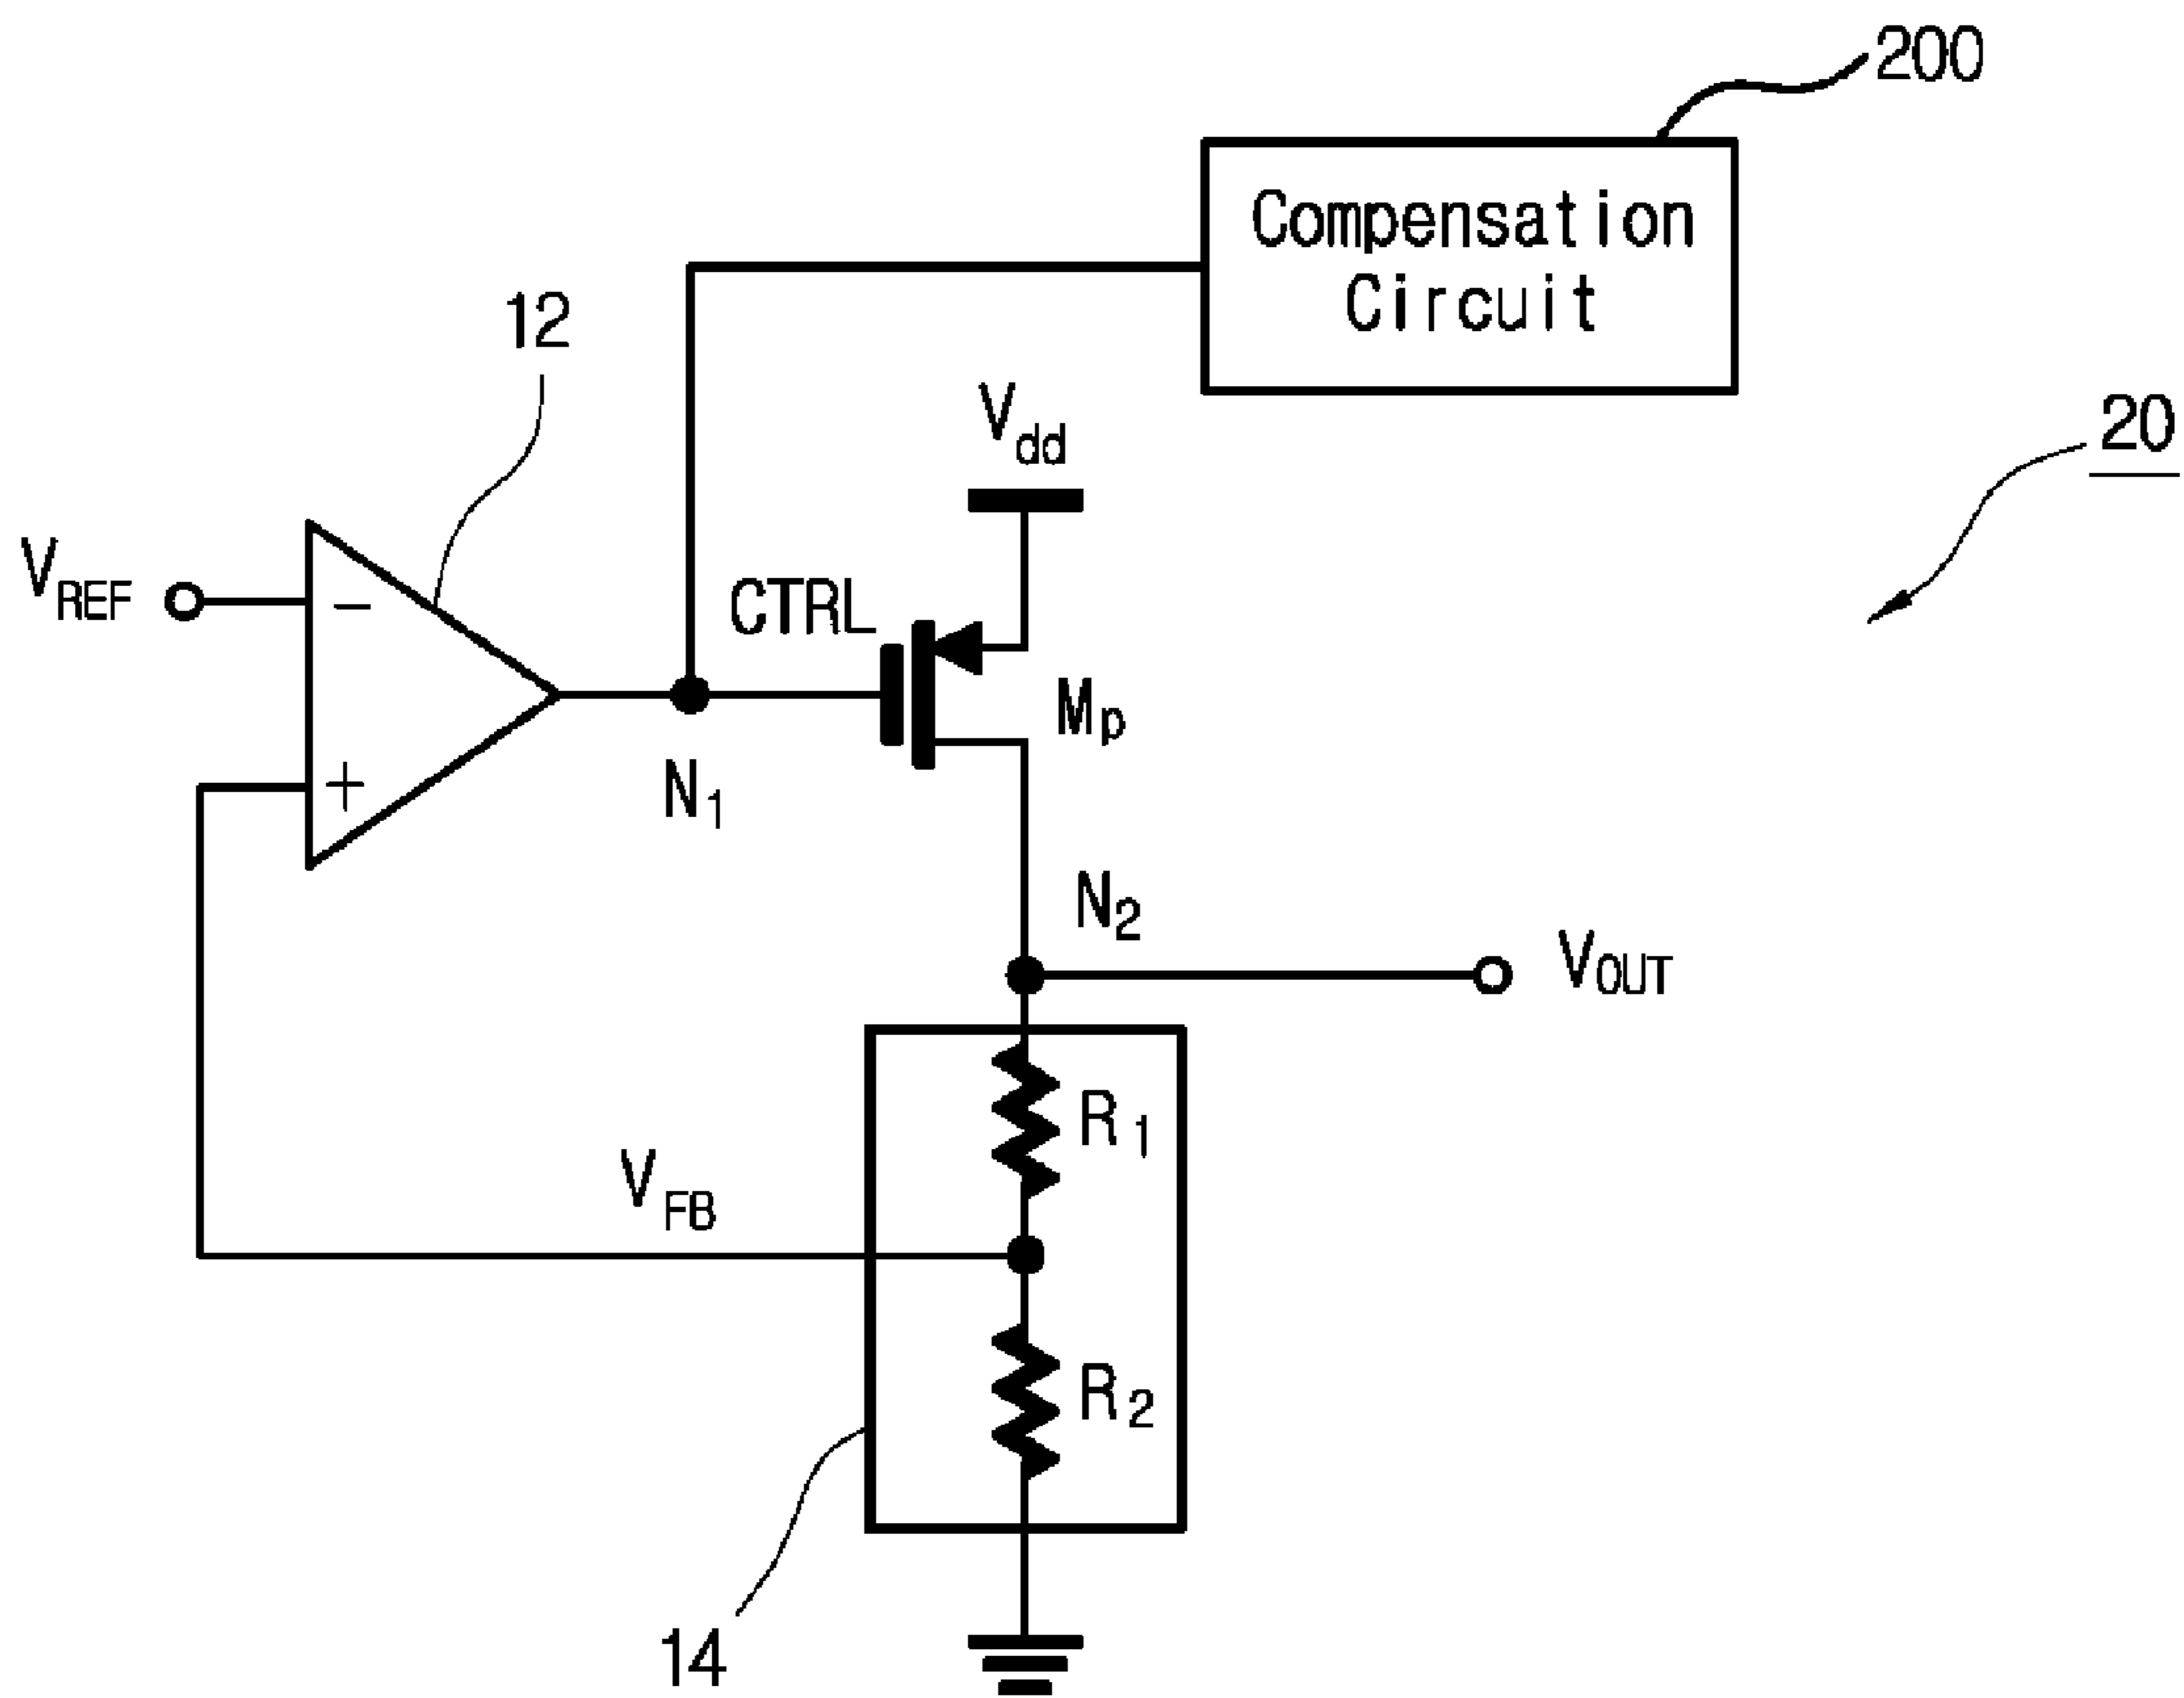 200
Compensation
Circuit
12
Vdd
20
VREF
−
CTRL
Mp
+
N1
N2
VOUT
R1
VFB
R2
14